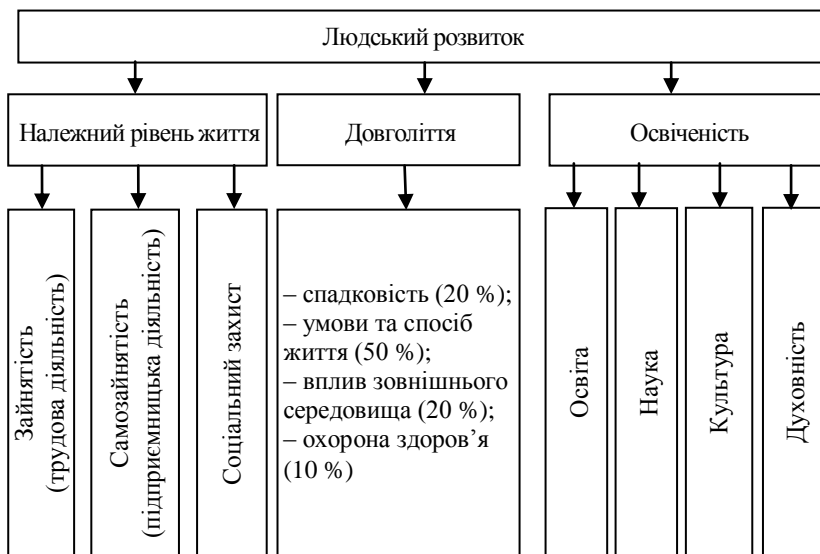 Людський розвиток
Належний рівень життя
Довголіття
Освіченість
Зайнятість
(трудова діяльність)
Самозайнятість
(підприємницька діяльність)
Соціальний захист
– спадковість (20 %);
– умови та спосіб
життя (50 %);
– вплив зовнішнього
середовища (20 %);
– охорона здоров’я
(10 %)
Освіта
Наука
Культура
Духовність